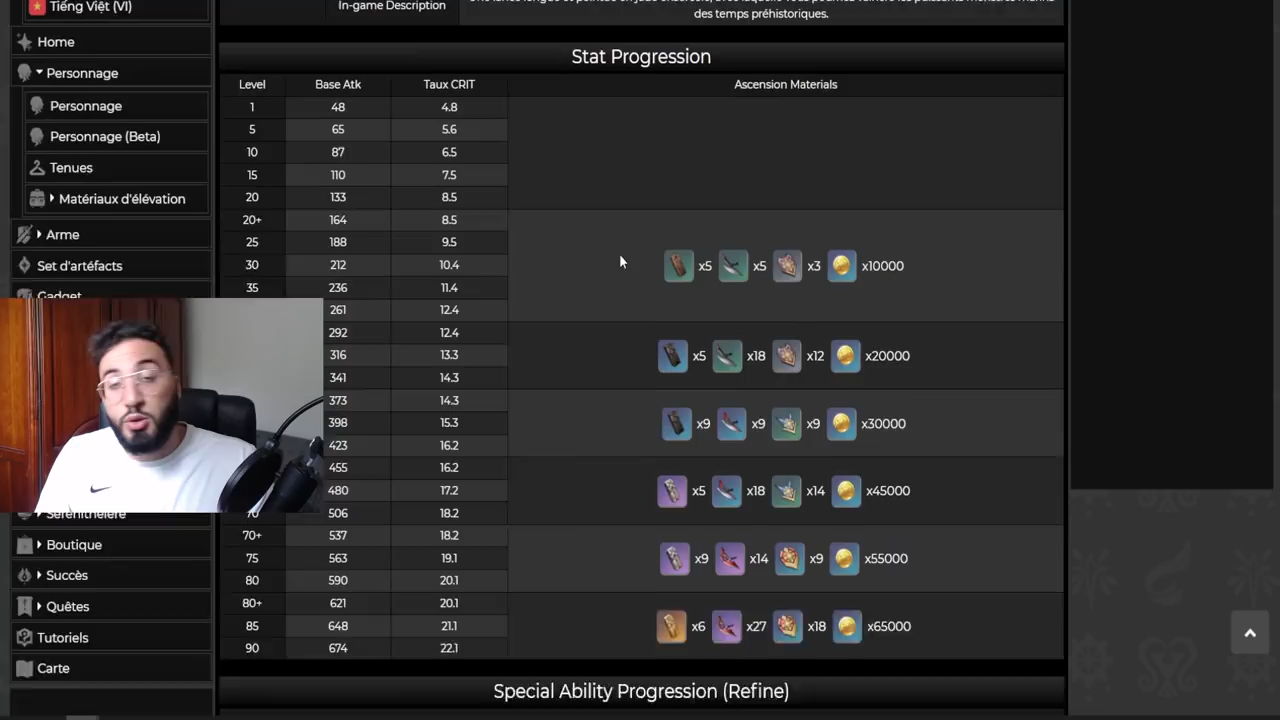 Tiếng Việt (VI)
Home
Personnage
Personnage
Personnage (Beta)
Tenues
Matériaux d'élévation
Arme
Set d'artéfacts
Gadget
Boutique
Succès
Quêtes
Tutoriels
Carte
In-game Description
des temps préhistoriques.
Stat Progression
Level Base Atk Taux CRIT Ascension Materials
1 48 4.8
5 65 5.6
10 87 6.5
15 110 7.5
20 133 8.5
20+ 164 8.5
25 188 9.5
30 212 10.4
x5 x5 x3 x10000
35 236 11.4
261 12.4
292 12.4
316 13.3
x5 x18 x12 x20000
341 14.3
373 14.3
398 15.3
x9 x9 x9 x30000
423 16.2
455 16.2
480 17.2
x5 x18 x14 x45000
70 506 18.2
70+ 537 18.2
75 563 19.1
x9 x14 x9 x55000
80 590 20.1
80+ 621 20.1
85 648 21.1
x6 x27 x18 x65000
90 674 22.1
Special Ability Progression (Refine)